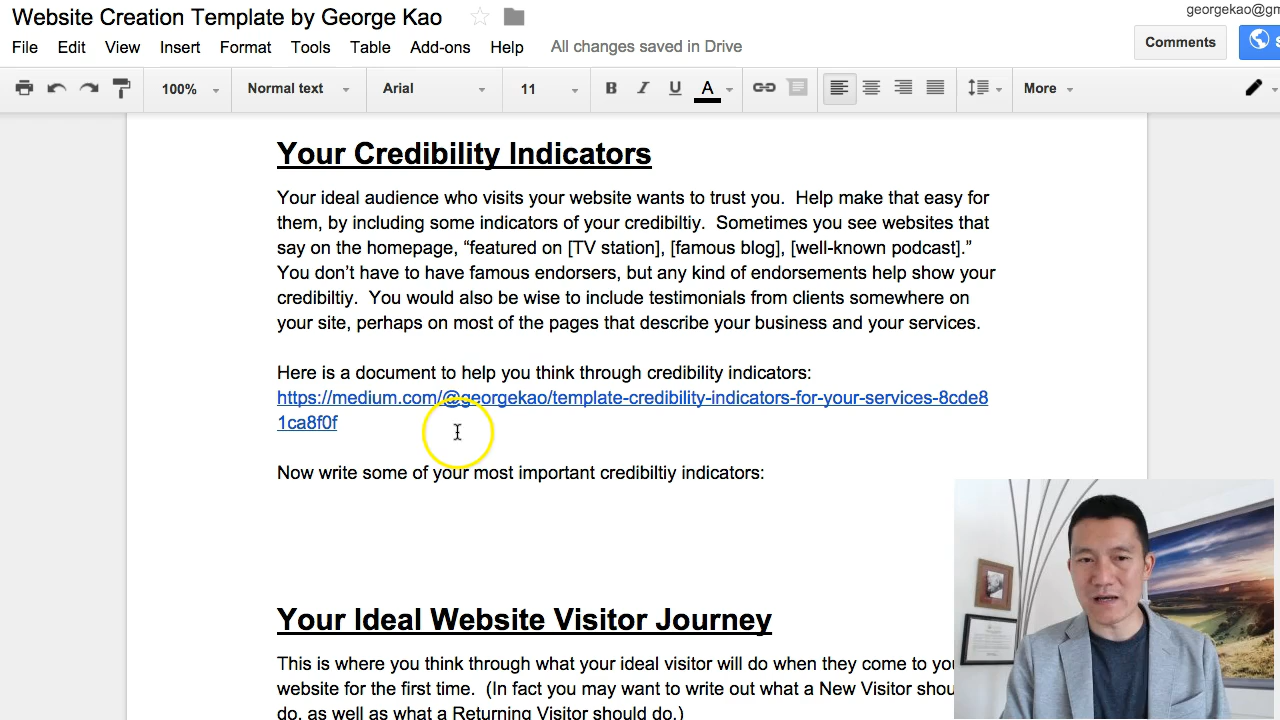 Website Creation Template by George Kao
georgekao@gm
File Edit View Insert Format Tools Table Add-ons Help All changes saved in Drive
Comments
100% Normal text Arial 11 B I U A More
Your Credibility Indicators
Your ideal audience who visits your website wants to trust you. Help make that easy for
them, by including some indicators of your credibiltiy. Sometimes you see websites that
say on the homepage, “featured on [TV station], [famous blog], [well-known podcast].”
You don’t have to have famous endorsers, but any kind of endorsements help show your
credibiltiy. You would also be wise to include testimonials from clients somewhere on
your site, perhaps on most of the pages that describe your business and your services.
Here is a document to help you think through credibility indicators:
https://medium.com/@georgekao/template-credibility-indicators-for-your-services-8cde8
1ca8f0f
Now write some of your most important credibiltiy indicators:
Your Ideal Website Visitor Journey
This is where you think through what your ideal visitor will do when they come to you
website for the first time. (In fact you may want to write out what a New Visitor shou
do, as well as what a Returning Visitor should do.)